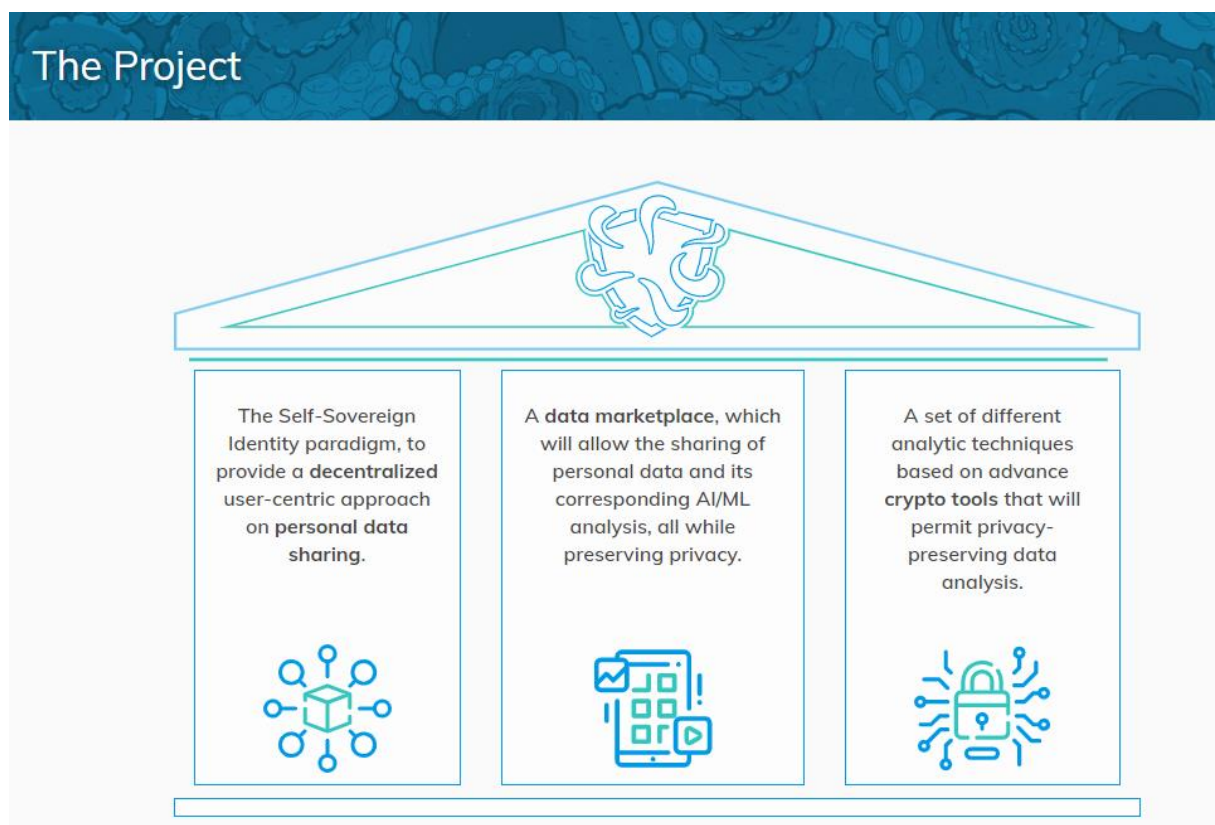 The Project
The Self-Sovereign
Identity paradigm, to
provide a decentralized
user-centric approach
on personal data
sharing.
A data marketplace, which
will allow the sharing of
personal data and its
corresponding AI/ML
analysis, all while
preserving privacy.
A set of different
analytic techniques
based on advance
crypto tools that will
permit privacy-
preserving data
analysis.